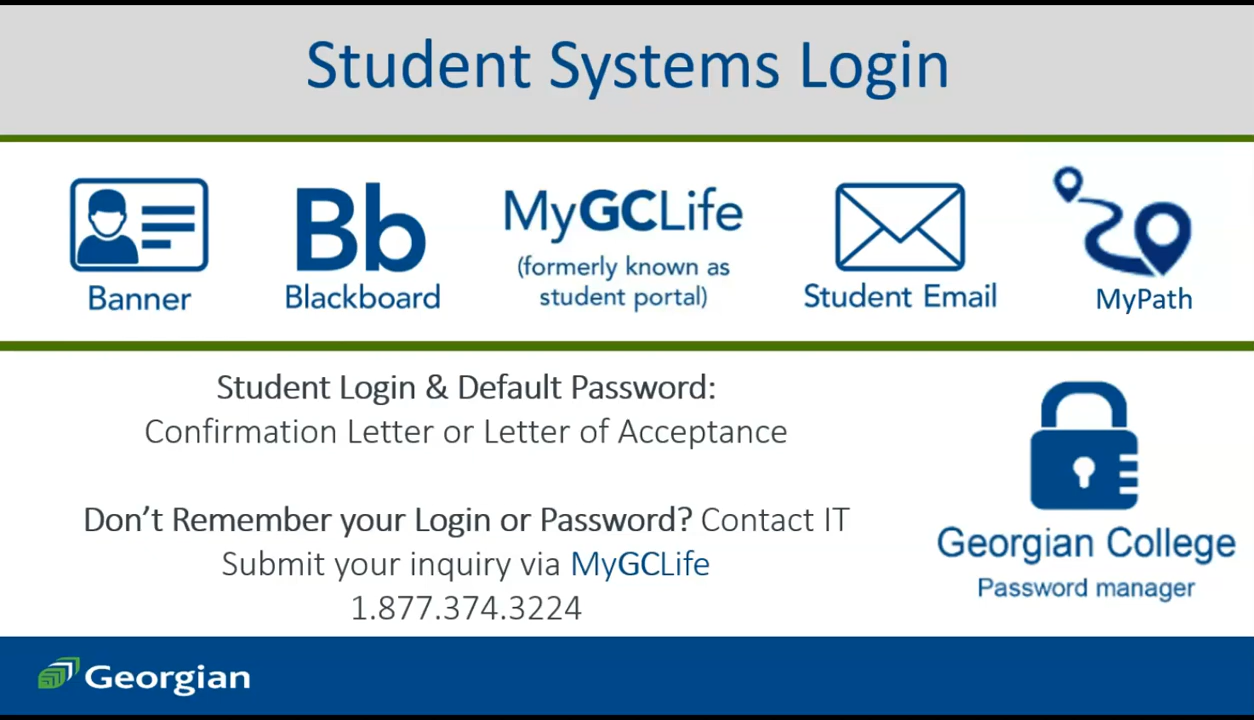 Student Systems Login
Banner
Bb
Blackboard
MyGCLife
(formerly known as
student portal)
Student Email
MyPath
Student Login & Default Password:
Confirmation Letter or Letter of Acceptance
Don’t Remember your Login or Password? Contact IT
Submit your inquiry via MyGCLife
1.877.374.3224
Georgian College
Password manager
Georgian